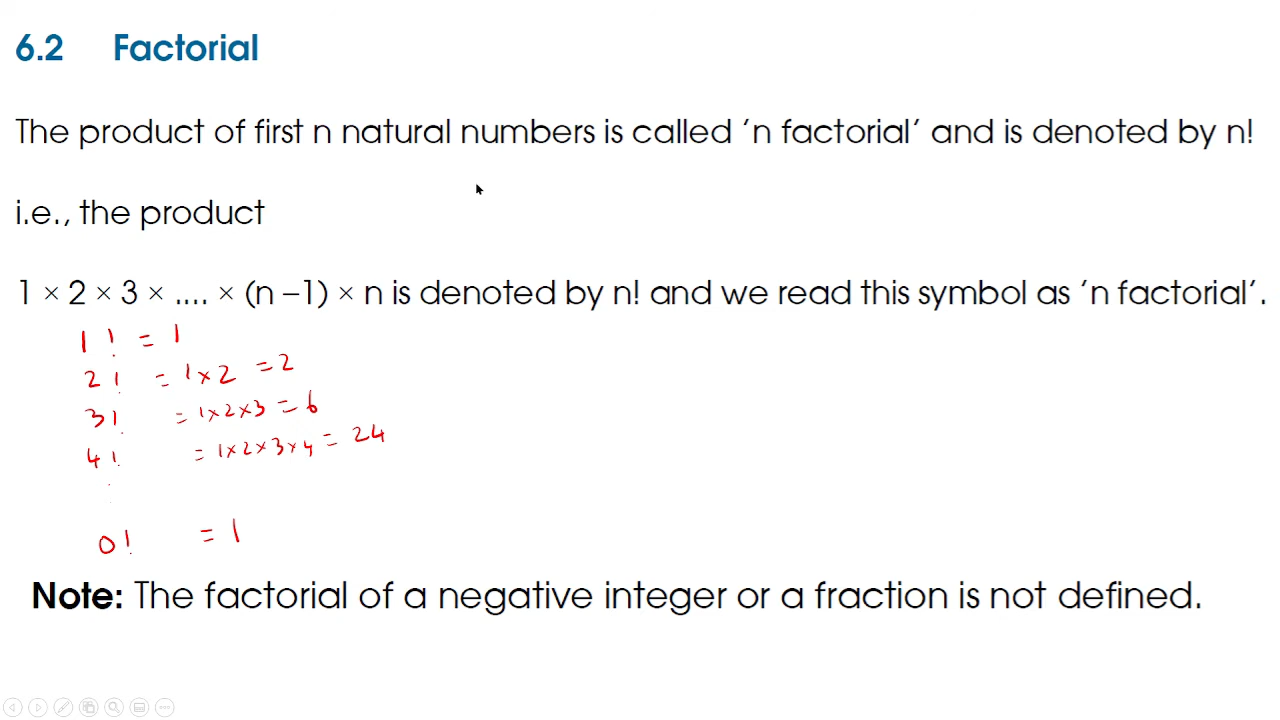 6.2 Factorial
The product of first n natural numbers is called ’n factorial’ and is denoted by n!
i.e., the product
1 × 2 × 3 × .... × (n –1) × n is denoted by n! and we read this symbol as ’n factorial’.
1! = 1
2! = 1×2 = 2
3! = 1×2×3 = 6
4! = 1×2×3×4 = 24
0! = 1
Note: The factorial of a negative integer or a fraction is not defined.